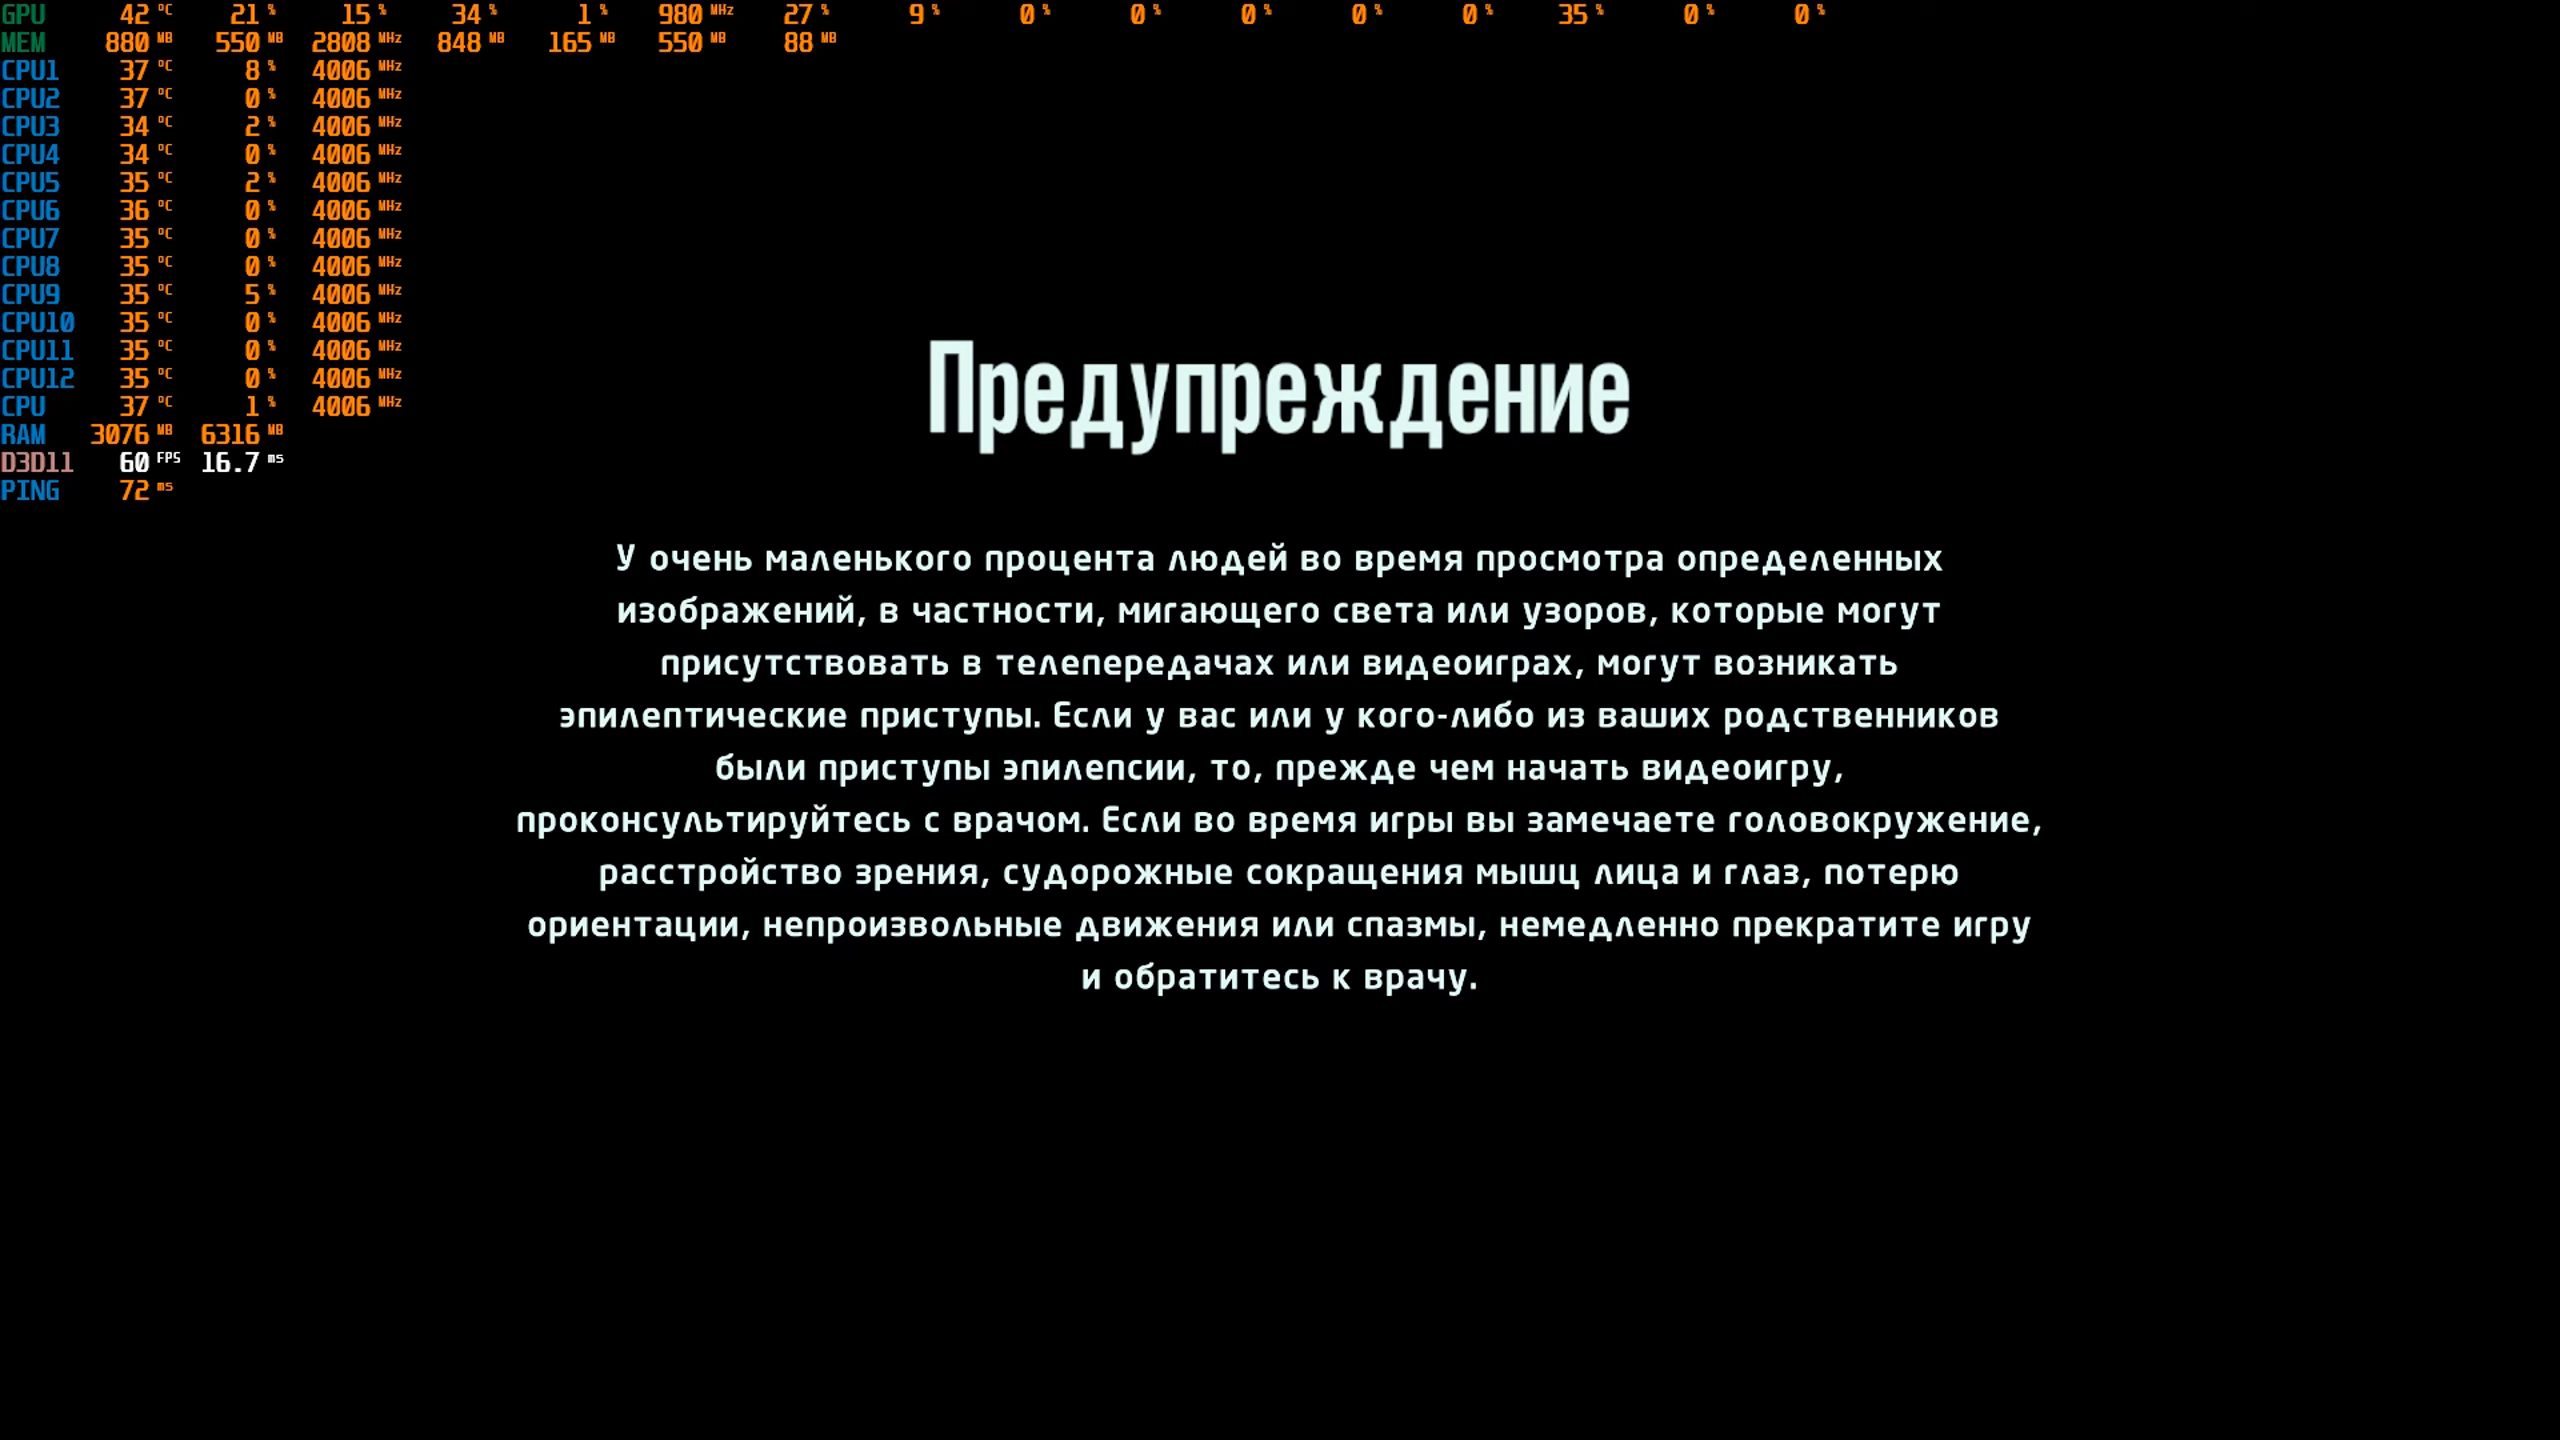 GPU 42 °C 21 % 15 % 34 % 1 % 980 MHz 27 % 9 % 0 % 0 % 0 % 0 % 0 % 35 % 0 % 0 %
MEM 880 MB 550 MB 2808 MHz 848 MB 165 MB 550 MB 88 MB
CPU1 37 °C 8 % 4006 MHz
CPU2 37 °C 0 % 4006 MHz
CPU3 34 °C 2 % 4006 MHz
CPU4 34 °C 0 % 4006 MHz
CPU5 35 °C 2 % 4006 MHz
CPU6 36 °C 0 % 4006 MHz
CPU7 35 °C 0 % 4006 MHz
CPU8 35 °C 0 % 4006 MHz
CPU9 35 °C 5 % 4006 MHz
CPU10 35 °C 0 % 4006 MHz
CPU11 35 °C 0 % 4006 MHz
CPU12 35 °C 0 % 4006 MHz
CPU 37 °C 1 % 4006 MHz
RAM 3076 MB 6316 MB
D3D11 60 FPS 16.7 ms
PING 72 ms
Предупреждение
У очень маленького процента людей во время просмотра определенных
изображений, в частности, мигающего света или узоров, которые могут
присутствовать в телепередачах или видеоиграх, могут возникать
эпилептические приступы. Если у вас или у кого-либо из ваших родственников
были приступы эпилепсии, то, прежде чем начать видеоигру,
проконсультируйтесь с врачом. Если во время игры вы замечаете головокружение,
расстройство зрения, судорожные сокращения мышц лица и глаз, потерю
ориентации, непроизвольные движения или спазмы, немедленно прекратите игру
и обратитесь к врачу.